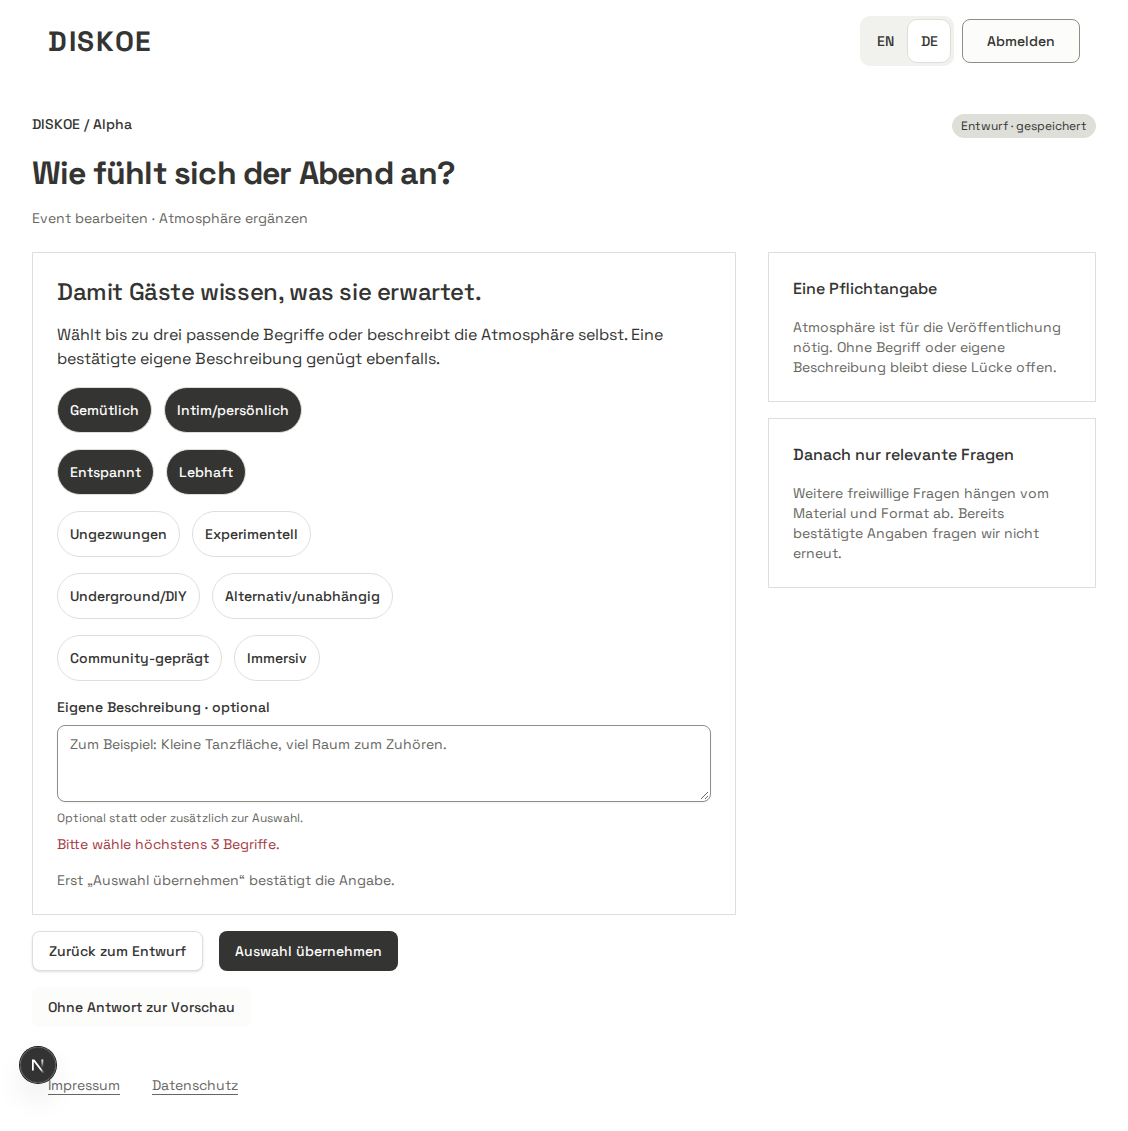 DISKOE
EN DE Abmelden
DISKOE / Alpha
Entwurf · gespeichert
Wie fühlt sich der Abend an?
Event bearbeiten · Atmosphäre ergänzen
Damit Gäste wissen, was sie erwartet.
Wählt bis zu drei passende Begriffe oder beschreibt die Atmosphäre selbst. Eine
bestätigte eigene Beschreibung genügt ebenfalls.
Gemütlich Intim/persönlich
Entspannt Lebhaft
Ungezwungen Experimentell
Underground/DIY Alternativ/unabhängig
Community-geprägt Immersiv
Eigene Beschreibung · optional
Zum Beispiel: Kleine Tanzfläche, viel Raum zum Zuhören.
Optional statt oder zusätzlich zur Auswahl.
Bitte wähle höchstens 3 Begriffe.
Erst „Auswahl übernehmen“ bestätigt die Angabe.
Eine Pflichtangabe
Atmosphäre ist für die Veröffentlichung
nötig. Ohne Begriff oder eigene
Beschreibung bleibt diese Lücke offen.
Danach nur relevante Fragen
Weitere freiwillige Fragen hängen vom
Material und Format ab. Bereits
bestätigte Angaben fragen wir nicht
erneut.
Zurück zum Entwurf Auswahl übernehmen
Ohne Antwort zur Vorschau
N
Impressum Datenschutz